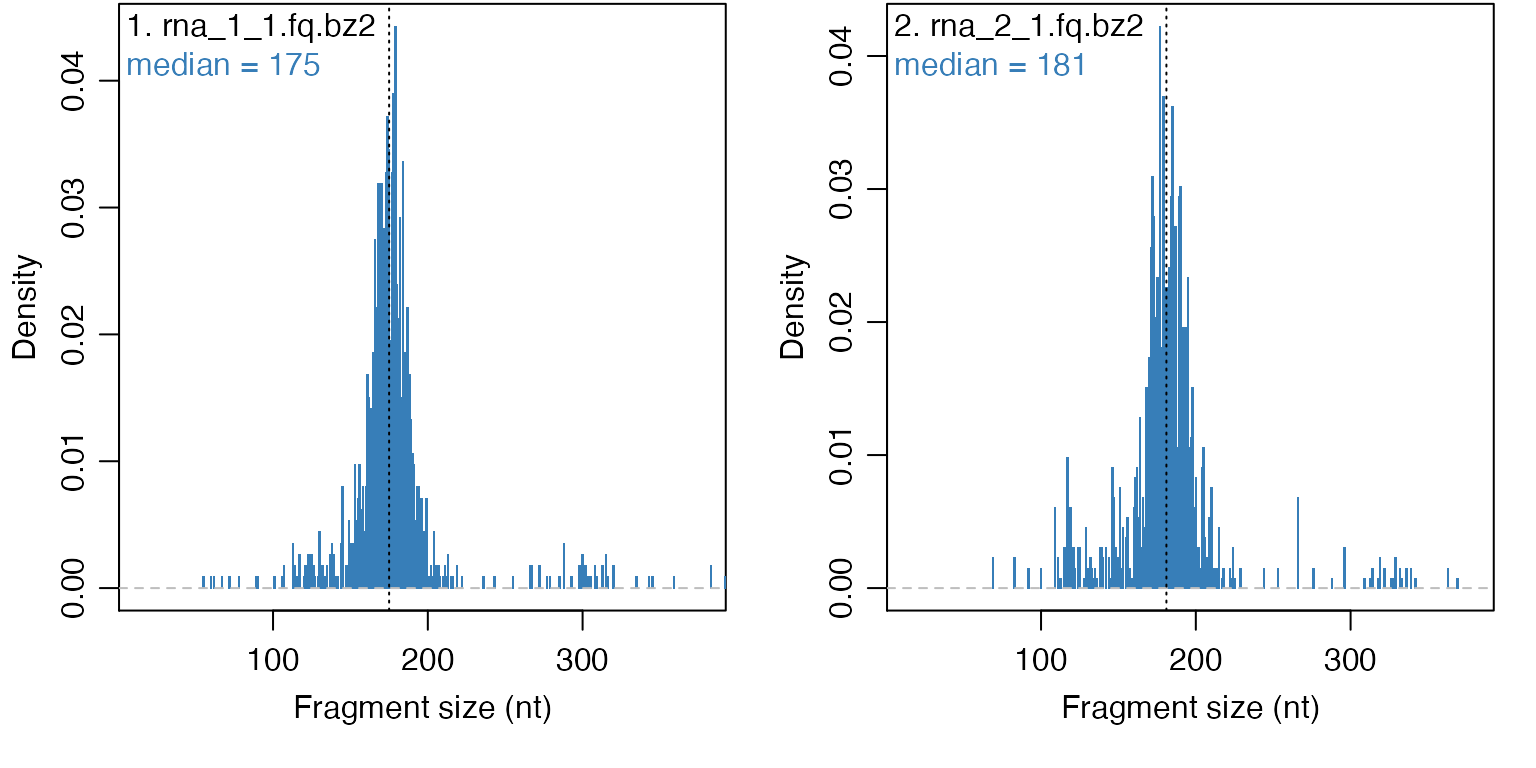 1. rna_1_1.fq.bz2
median = 175
Density
0.00
0.01
0.02
0.03
0.04
100
200
300
Fragment size (nt)
2. rna_2_1.fq.bz2
median = 181
Density
0.00
0.01
0.02
0.03
0.04
100
200
300
Fragment size (nt)